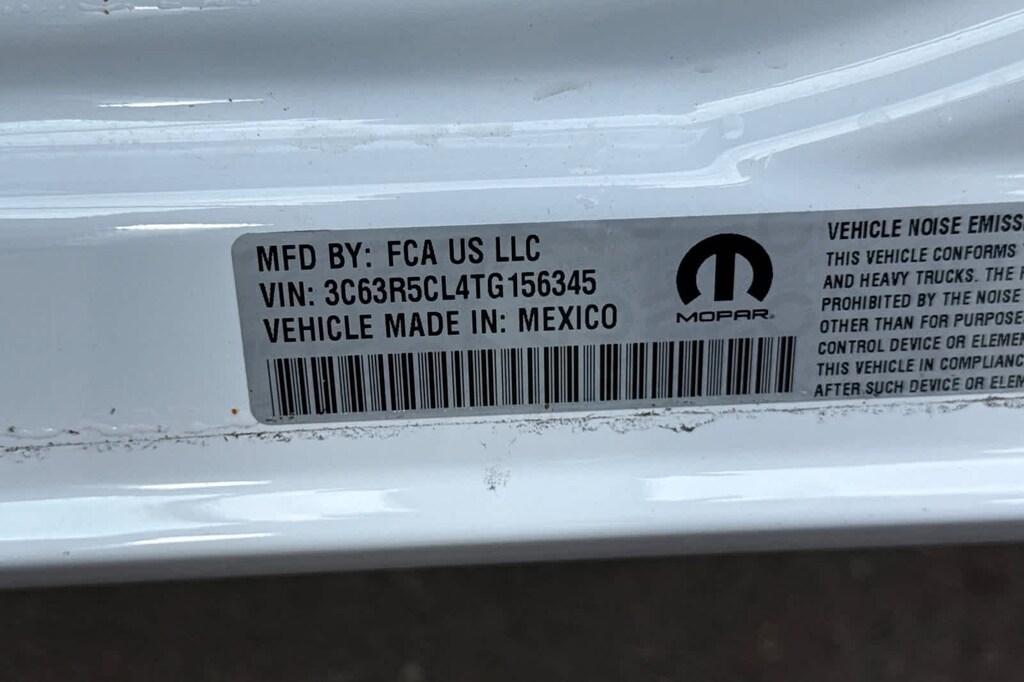 MFD BY: FCA US LLC
VIN: 3C63R5CL4TG156345
VEHICLE MADE IN: MEXICO
MOPAR®
VEHICLE NOISE EMISS
THIS VEHICLE CONFORMS
AND HEAVY TRUCKS. THE
PROHIBITED BY THE NOISE
OTHER THAN FOR PURPOSE
CONTROL DEVICE OR ELEMEN
THIS VEHICLE IN COMPLIANC
AFTER SUCH DEVICE OR ELEM